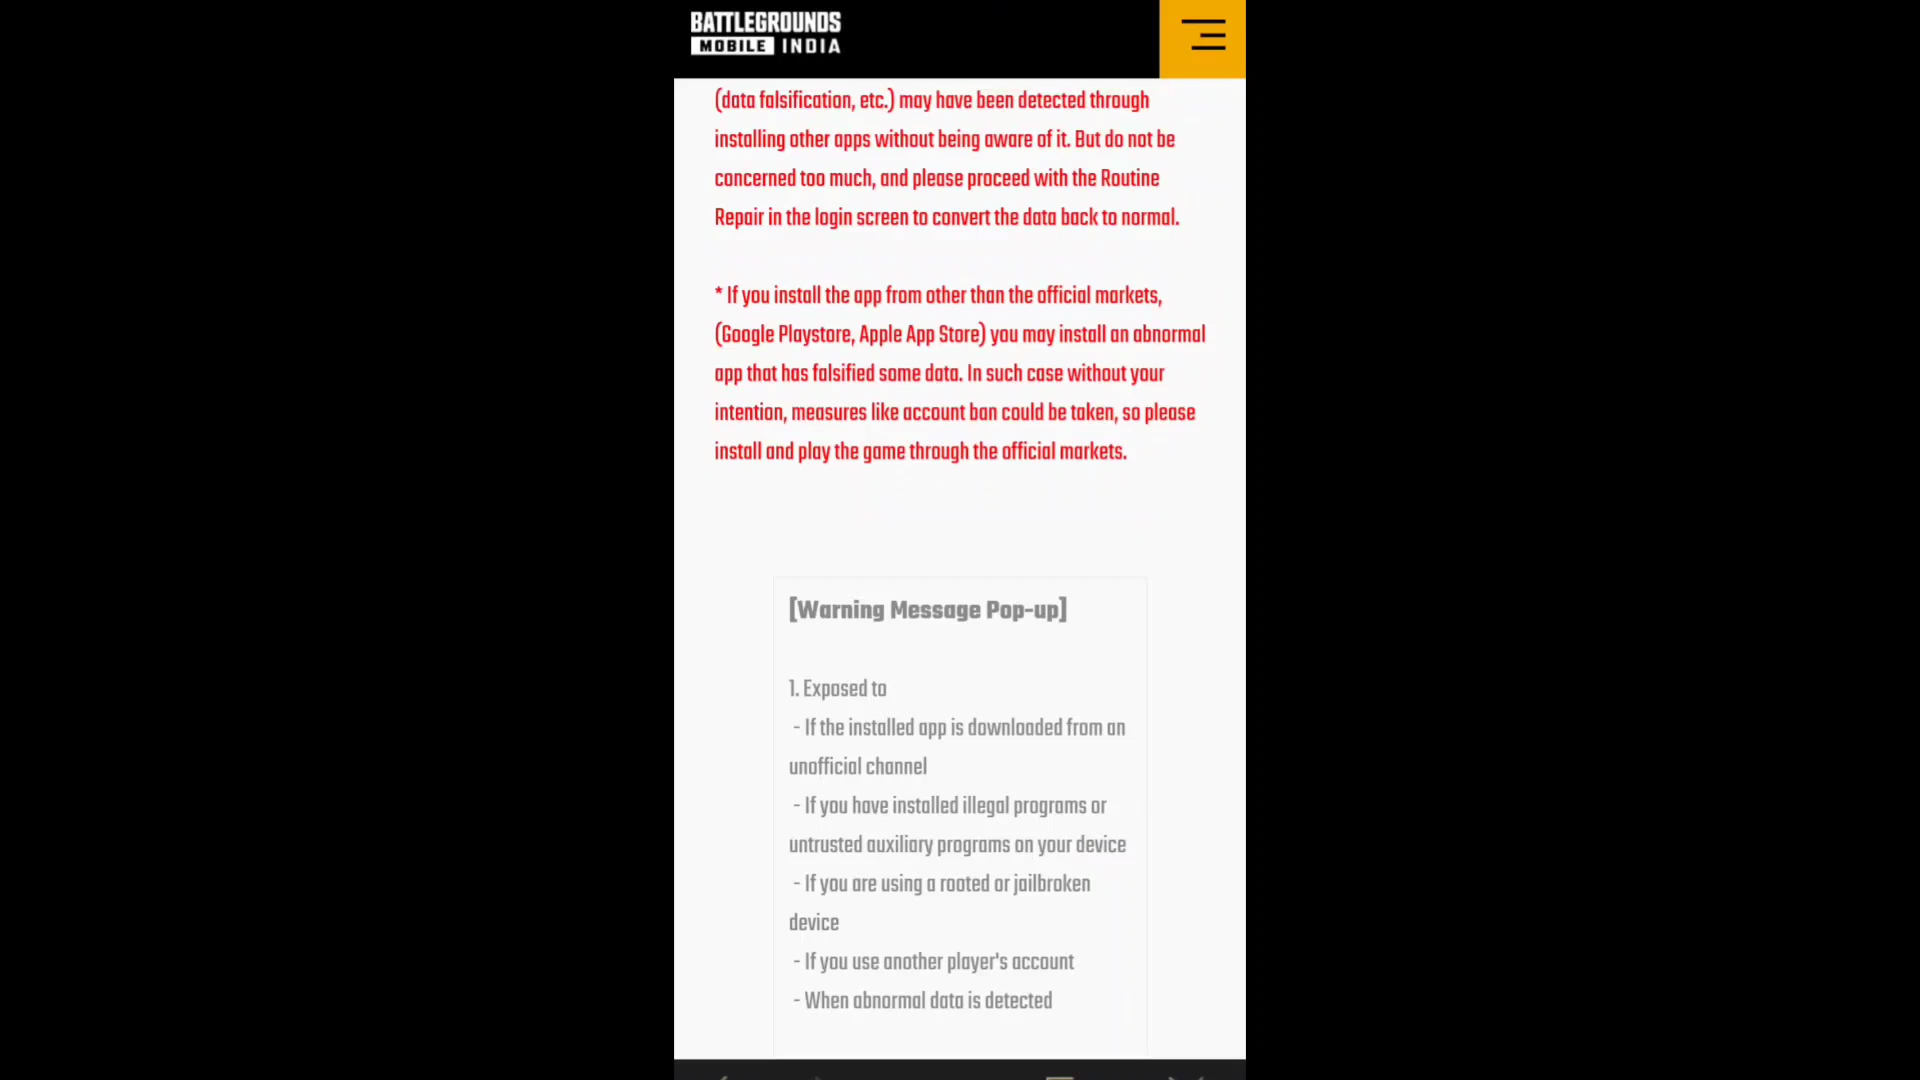 BATTLEGROUNDS
MOBILE INDIA
(data falsification, etc.) may have been detected through
installing other apps without being aware of it. But do not be
concerned too much, and please proceed with the Routine
Repair in the login screen to convert the data back to normal.
* If you install the app from other than the official markets,
(Google Playstore, Apple App Store) you may install an abnormal
app that has falsified some data. In such case without your
intention, measures like account ban could be taken, so please
install and play the game through the official markets.
[Warning Message Pop-up]
1. Exposed to
- If the installed app is downloaded from an
unofficial channel
- If you have installed illegal programs or
untrusted auxiliary programs on your device
- If you are using a rooted or jailbroken
device
- If you use another player's account
- When abnormal data is detected